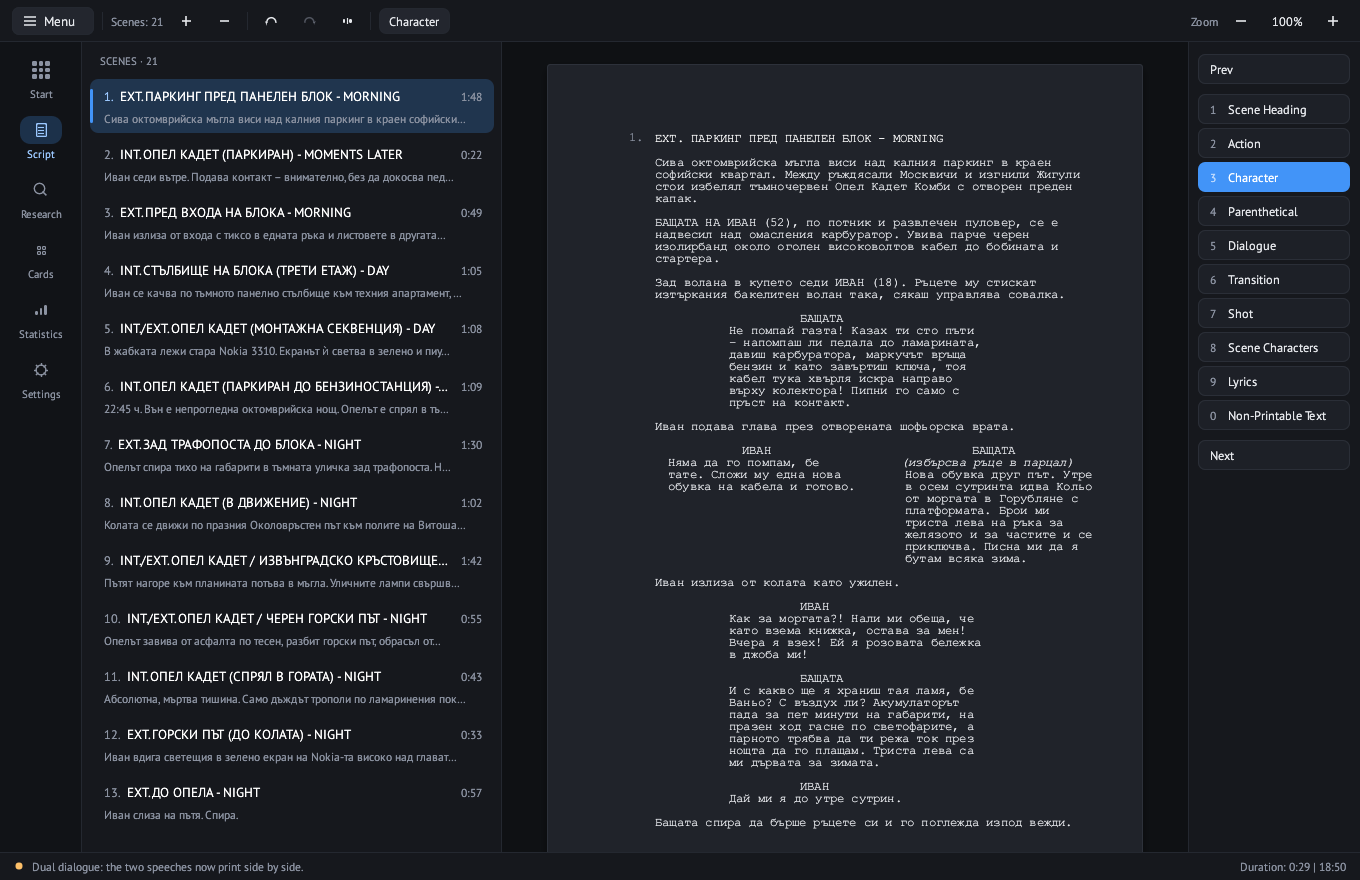 Menu
Scenes: 21
Character
Zoom
100%
Start
Script
Research
Cards
Statistics
Settings
SCENES · 21
1. EXT. ПАРКИНГ ПРЕД ПАНЕЛЕН БЛОК - MORNING 1:48
Сива октомврийска мъгла виси над калния паркинг в краен софийски...
2. INT. ОПЕЛ КАДЕТ (ПАРКИРАН) - MOMENTS LATER 0:22
Иван седи вътре. Подава контакт – внимателно, без да докосва пед...
3. EXT. ПРЕД ВХОДА НА БЛОКА - MORNING 0:49
Иван излиза от входа с тиксо в едната ръка и листовете в другата...
4. INT. СТЪЛБИЩЕ НА БЛОКА (ТРЕТИ ЕТАЖ) - DAY 1:05
Иван се качва по тъмното панелно стълбище към техния апартамент, ...
5. INT./EXT. ОПЕЛ КАДЕТ (МОНТАЖНА СЕКВЕНЦИЯ) - DAY 1:08
В жабката лежи стара Nokia 3310. Екранът ѝ светва в зелено и пиу...
6. INT. ОПЕЛ КАДЕТ (ПАРКИРАН ДО БЕНЗИНОСТАНЦИЯ) -... 1:09
22:45 ч. Вън е непрогледна октомврийска нощ. Опелът е спрял в тъ...
7. EXT. ЗАД ТРАФОПОСТА ДО БЛОКА - NIGHT 1:30
Опелът спира тихо на габарити в тъмната уличка зад трафопоста. Н...
8. INT. ОПЕЛ КАДЕТ (В ДВИЖЕНИЕ) - NIGHT 1:02
Колата се движи по празния Околовръстен път към полите на Витоша...
9. INT./EXT. ОПЕЛ КАДЕТ / ИЗВЪНГРАДСКО КРЪСТОВИЩЕ... 1:42
Пътят нагоре към планината потъва в мъгла. Уличните лампи свършв...
10. INT./EXT. ОПЕЛ КАДЕТ / ЧЕРЕН ГОРСКИ ПЪТ - NIGHT 0:55
Опелът завива от асфалта по тесен, разбит горски път, обрасъл от...
11. INT. ОПЕЛ КАДЕТ (СПРЯЛ В ГОРАТА) - NIGHT 0:43
Абсолютна, мъртва тишина. Само дъждът трополи по ламаринения пок...
12. EXT. ГОРСКИ ПЪТ (ДО КОЛАТА) - NIGHT 0:33
Иван вдига светещия в зелено екран на Nokia-та високо над глават...
13. EXT. ДО ОПЕЛА - NIGHT 0:57
Иван слиза на пътя. Спира.
1. EXT. ПАРКИНГ ПРЕД ПАНЕЛЕН БЛОК - MORNING
Сива октомврийска мъгла виси над калния паркинг в краен
софийски квартал. Между ръждясали Москвичи и изгнили Жигули
стои избелял тъмночервен Опел Кадет Комби с отворен преден
капак.
БАЩАТА НА ИВАН (52), по потник и развлечен пуловер, се е
надвесил над омасления карбуратор. Увива парче черен
изолирбанд около оголен високоволтов кабел до бобината и
стартера.
Зад волана в купето седи ИВАН (18). Ръцете му стискат
изтъркания бакелитен волан така, сякаш управлява совалка.
БАЩАТА
Не помпай газта! Казах ти сто пъти
– напомпаш ли педала до ламарината,
давиш карбуратора, маркучът връща
бензин и като завъртиш ключа, тоя
кабел тука хвърля искра направо
върху колектора! Пипни го само с
пръст на контакт.
Иван подава глава през отворената шофьорска врата.
ИВАН
Няма да го помпам, бе
тате. Сложи му една нова
обувка на кабела и готово.
БАЩАТА
(избърсва ръце в парцал)
Нова обувка друг път. Утре
в осем сутринта идва Кольо
от моргата в Горубляне с
платформата. Брои ми
триста лева на ръка за
желязото и за частите и се
приключва. Писна ми да я
бутам всяка зима.
Иван излиза от колата като ужилен.
ИВАН
Как за моргата?! Нали ми обеща, че
като взема книжка, остава за мен!
Вчера я взех! Ей я розовата бележка
в джоба ми!
БАЩАТА
И с какво ще я храниш тая ламя, бе
Ваньо? С въздух ли? Акумулаторът
пада за пет минути на габарити, на
празен ход гасне по светофарите, а
парното трябва да ти режа ток през
нощта да го плащам. Триста лева са
ми дървата за зимата.
ИВАН
Дай ми я до утре сутрин.
Бащата спира да бърше ръцете си и го поглежда изпод вежди.
Prev
1 Scene Heading
2 Action
3 Character
4 Parenthetical
5 Dialogue
6 Transition
7 Shot
8 Scene Characters
9 Lyrics
0 Non-Printable Text
Next
Dual dialogue: the two speeches now print side by side.
Duration: 0:29 | 18:50